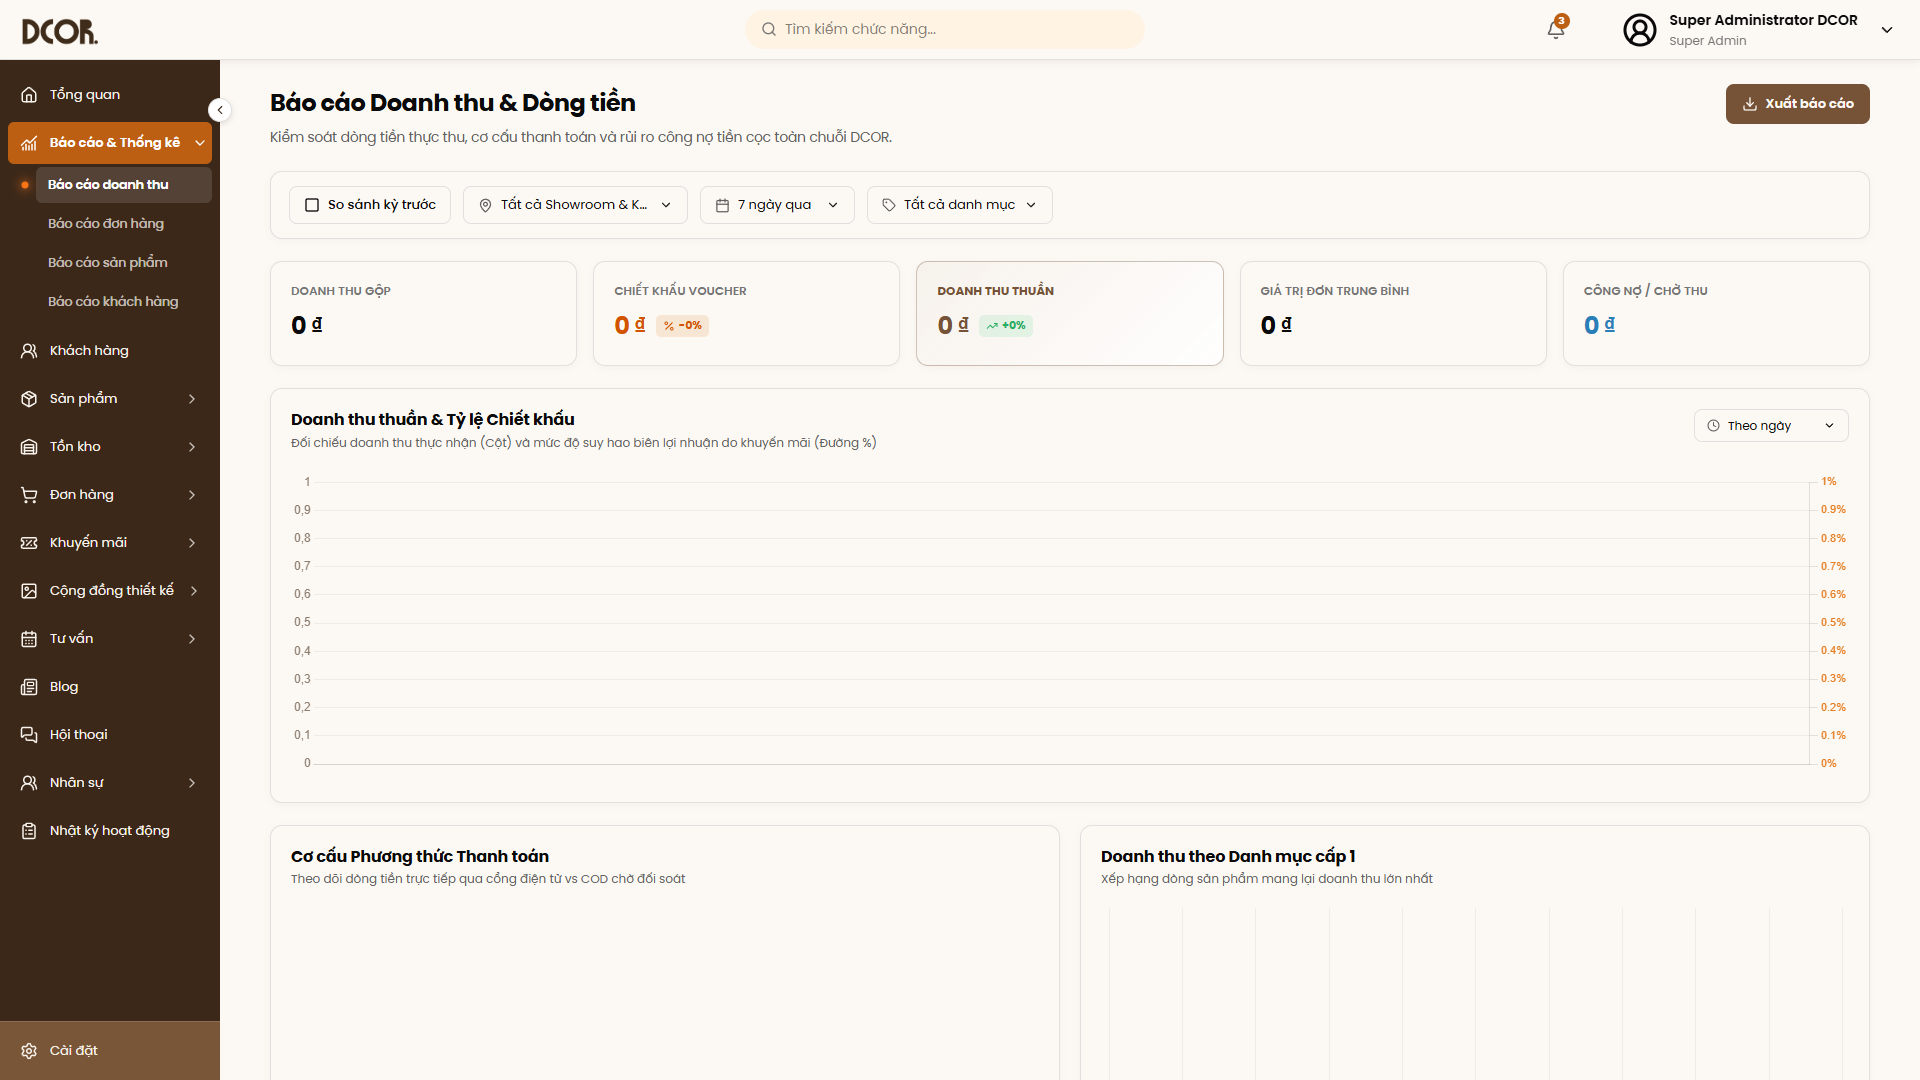 DCOR.
Tìm kiếm chức năng...
3
Super Administrator DCOR
Super Admin
Tổng quan
Báo cáo & Thống kê
Báo cáo doanh thu
Báo cáo đơn hàng
Báo cáo sản phẩm
Báo cáo khách hàng
Khách hàng
Sản phẩm
Tồn kho
Đơn hàng
Khuyến mãi
Cộng đồng thiết kế
Tư vấn
Blog
Hội thoại
Nhân sự
Nhật ký hoạt động
Cài đặt
Báo cáo Doanh thu & Dòng tiền
Kiểm soát dòng tiền thực thu, cơ cấu thanh toán và rủi ro công nợ tiền cọc toàn chuỗi DCOR.
Xuất báo cáo
So sánh kỳ trước
Tất cả Showroom & K...
7 ngày qua
Tất cả danh mục
DOANH THU GỘP
0 ₫
CHIẾT KHẤU VOUCHER
0 ₫ -0%
DOANH THU THUẦN
0 ₫ +0%
GIÁ TRỊ ĐƠN TRUNG BÌNH
0 ₫
CÔNG NỢ / CHỜ THU
0 ₫
Doanh thu thuần & Tỷ lệ Chiết khấu
Đối chiếu doanh thu thực nhận (Cột) và mức độ suy hao biên lợi nhuận do khuyến mãi (Đường %)
Theo ngày
1 1%
0,9 0.9%
0,8 0.8%
0,7 0.7%
0,6 0.6%
0,5 0.5%
0,4 0.4%
0,3 0.3%
0,2 0.2%
0,1 0.1%
0 0%
Cơ cấu Phương thức Thanh toán
Theo dõi dòng tiền trực tiếp qua cổng điện tử vs COD chờ đối soát
Doanh thu theo Danh mục cấp 1
Xếp hạng dòng sản phẩm mang lại doanh thu lớn nhất